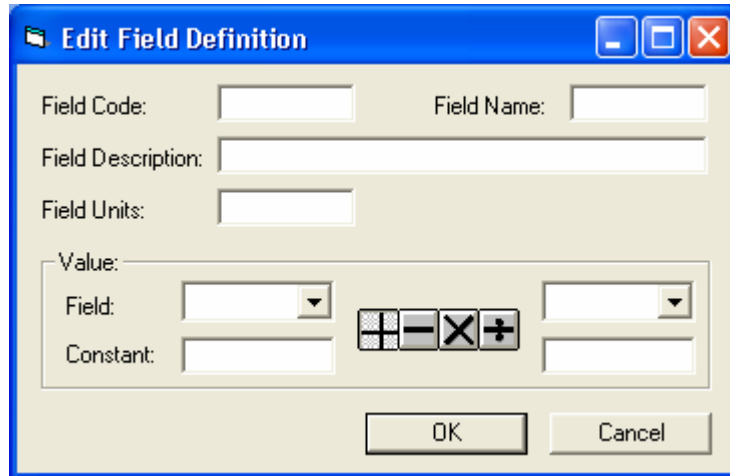 Edit Field Definition
Field Code: Field Name:
Field Description:
Field Units:
Value:
Field:
Constant:
OK Cancel